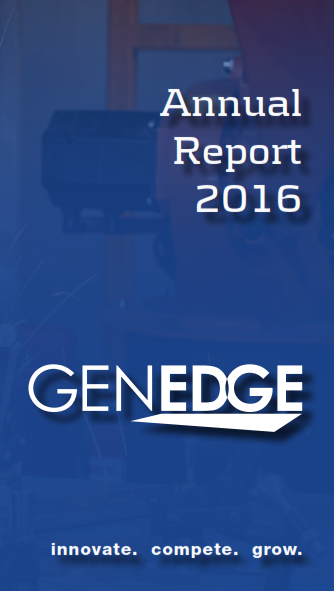 Annual
Report
2016
GENEDGE
innovate. compete. grow.